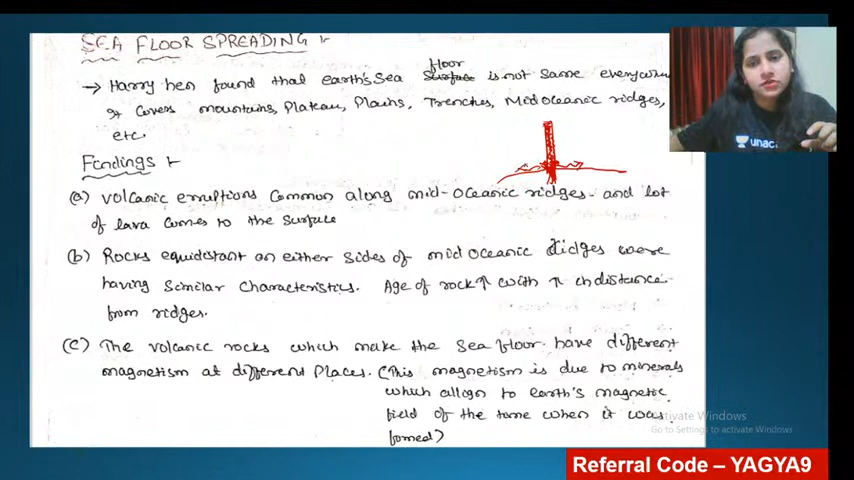 SEA FLOOR SPREADING :-
→ Harry hen found that earth's sea floor is not same everywhere
It covers mountains, Plateau, Plains, Trenches, Mid oceanic ridges,
etc.
Findings :-
(a) Volcanic eruptions common along mid-oceanic ridges and lot
of lava comes to the surface
(b) Rocks equidistant on either sides of mid oceanic ridges were
having similar characteristics. Age of rock ↑ with ↑ in distance
from ridges.
(c) The volcanic rocks which make the sea floor have different
magnetism at different places. (This magnetism is due to minerals
which allign to earth's magnetic
field of the time when it was
formed)
unac
Activate Windows
Go to Settings to activate Windows
Referral Code – YAGYA9